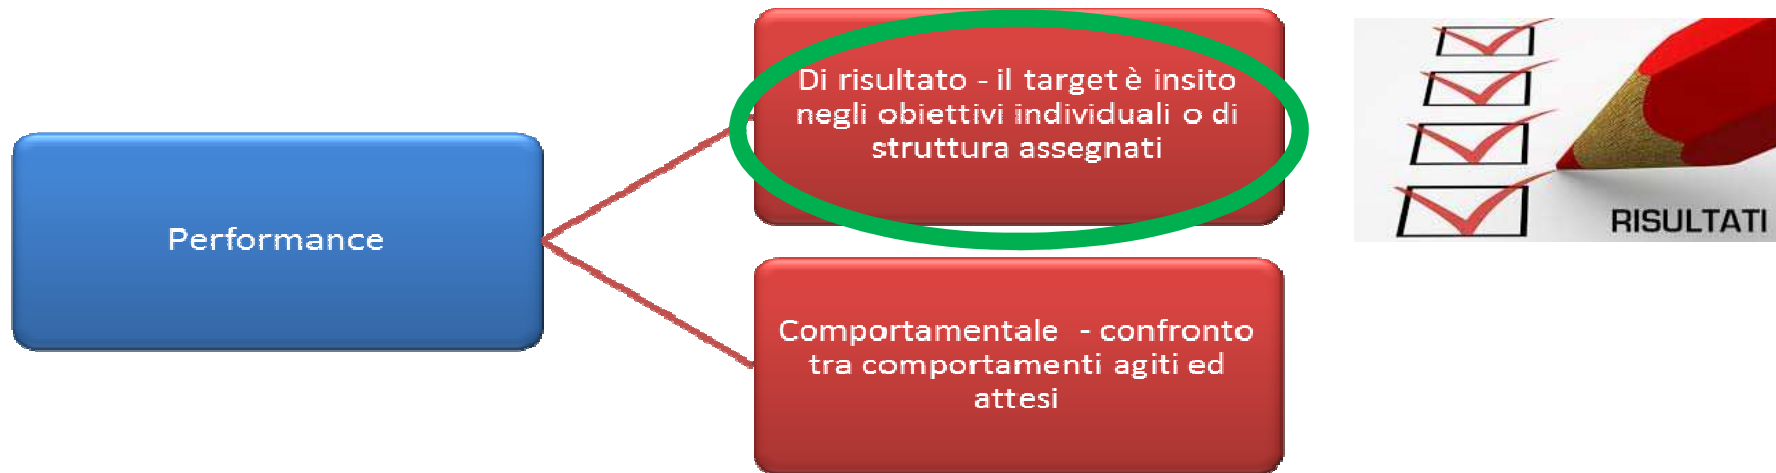 Performance
Di risultato - il target è insito
negli obiettivi individuali o di
struttura assegnati
Comportamentale - confronto
tra comportamenti agiti ed
attesi
RISULTATI